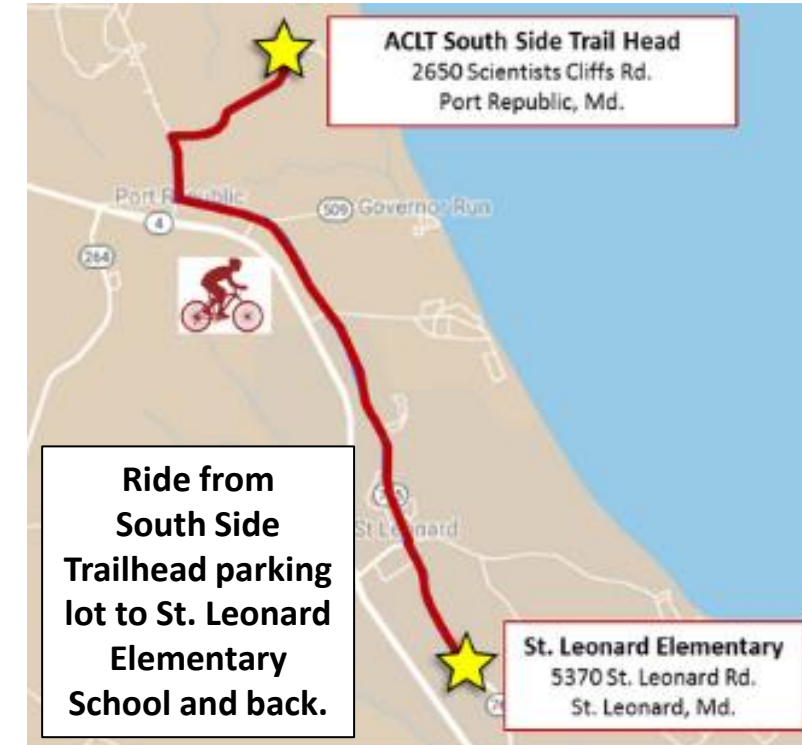 ACLT South Side Trail Head
2650 Scientists Cliffs Rd.
Port Republic, Md.
Port Republic
4
509 Governor Run
264
Ride from
South Side
Trailhead parking
lot to St. Leonard
Elementary
School and back.
St Leonard
St. Leonard Elementary
5370 St. Leonard Rd.
St. Leonard, Md.